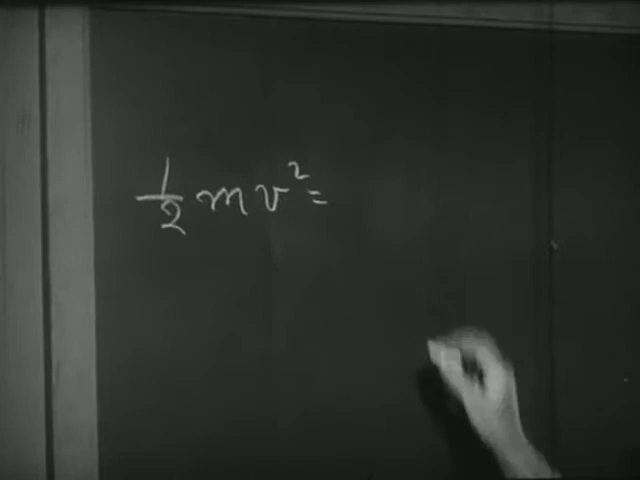 ½ mv² =